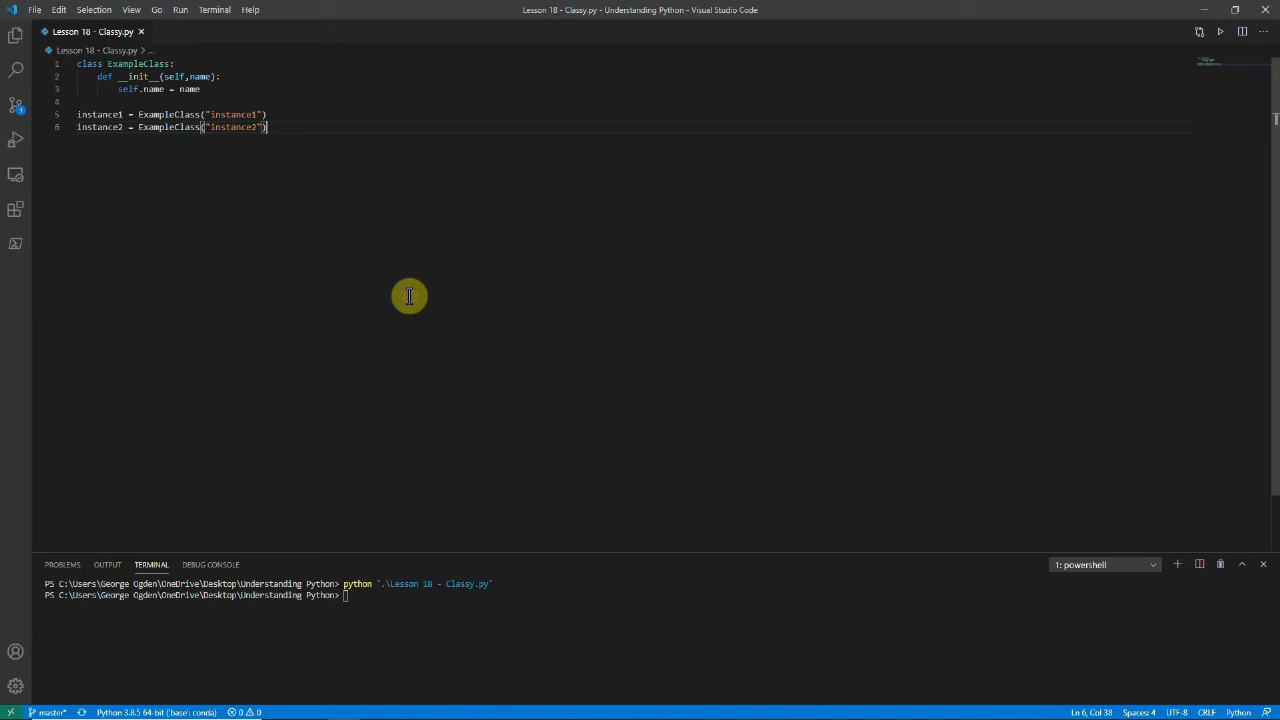 File Edit Selection View Go Run Terminal Help
Lesson 18 - Classy.py - Understanding Python - Visual Studio Code
Lesson 18 - Classy.py
Lesson 18 - Classy.py > ...
1 class ExampleClass:
2 def __init__(self,name):
3 self.name = name
4
5 instance1 = ExampleClass("instance1")
6 instance2 = ExampleClass("instance2")
1
PROBLEMS OUTPUT TERMINAL DEBUG CONSOLE
1: powershell
PS C:\Users\George Ogden\OneDrive\Desktop\Understanding Python> python '.\Lesson 18 - Classy.py'
PS C:\Users\George Ogden\OneDrive\Desktop\Understanding Python>
master* Python 3.8.5 64-bit ('base': conda) 0 0 Ln 6, Col 38 Spaces: 4 UTF-8 CRLF Python